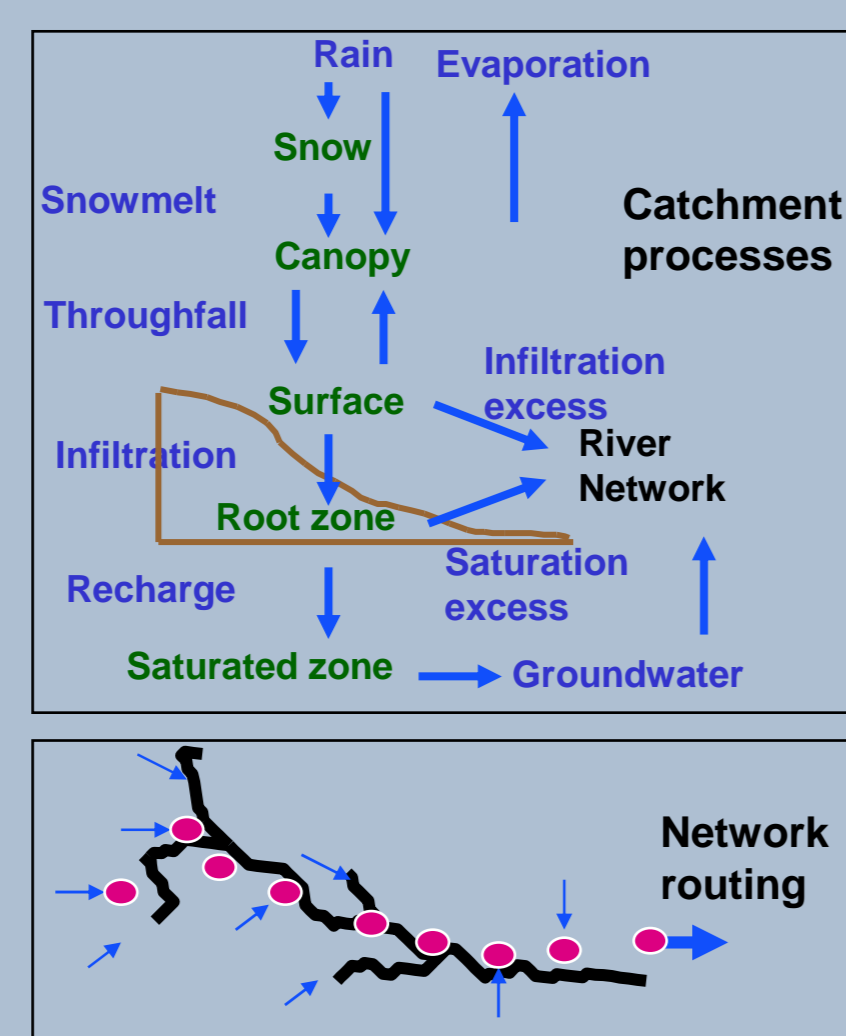 Rain
Evaporation
Snow
Snowmelt
Catchment
processes
Canopy
Throughfall
Infiltration
excess
Surface
River
Network
Infiltration
Root zone
Saturation
excess
Recharge
Saturated zone
Groundwater
Network
routing